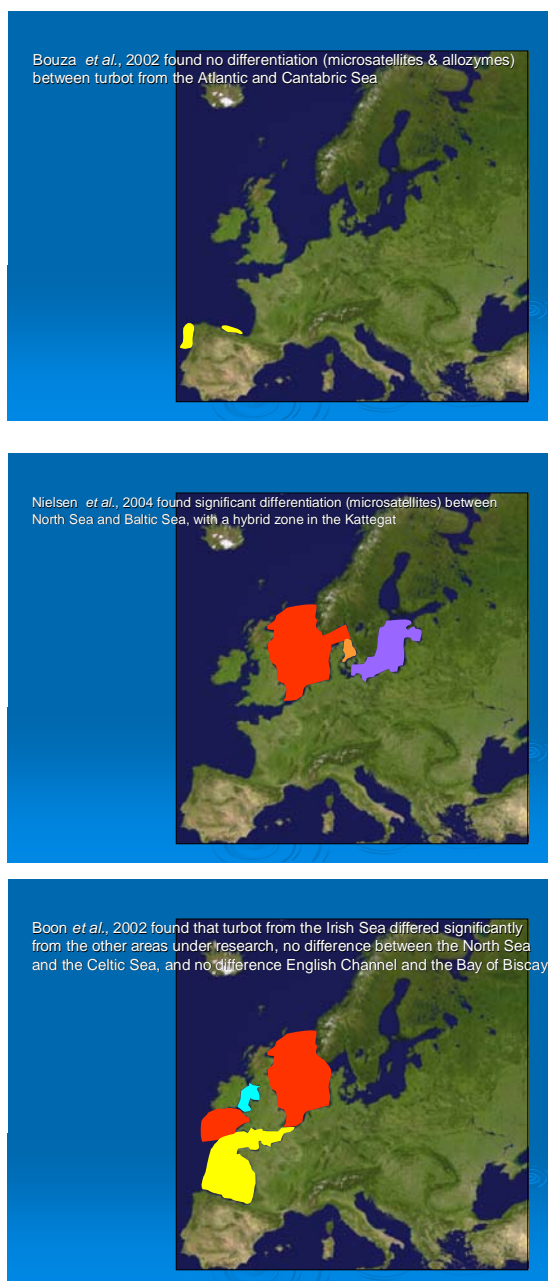 Bouza et al., 2002 found no differentiation (microsatellites & allozymes)
between turbot from the Atlantic and Cantabric Sea
Nielsen et al., 2004 found significant differentiation (microsatellites) between
North Sea and Baltic Sea, with a hybrid zone in the Kattegat
Boon et al., 2002 found that turbot from the Irish Sea differed significantly
from the other areas under research, no difference between the North Sea
and the Celtic Sea, and no difference English Channel and the Bay of Biscay